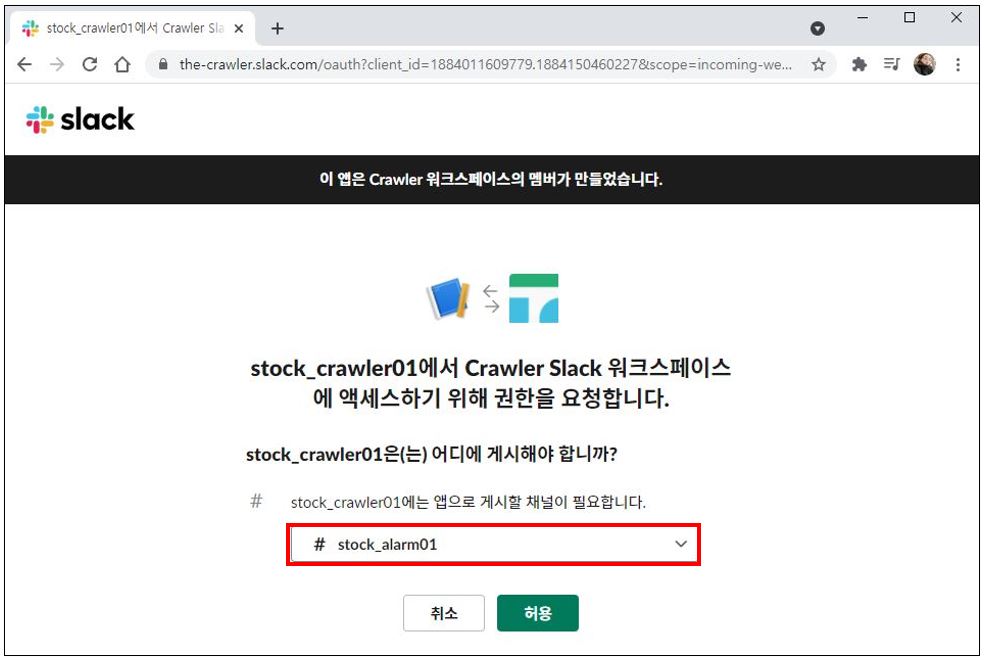 stock_crawler01에서 Crawler Sla
the-crawler.slack.com/oauth?client_id=1884011609779.1884150460227&scope=incoming-we...
slack
이 앱은 Crawler 워크스페이스의 멤버가 만들었습니다.
stock_crawler01에서 Crawler Slack 워크스페이스
에 액세스하기 위해 권한을 요청합니다.
stock_crawler01은(는) 어디에 게시해야 합니까?
# stock_crawler01에는 앱으로 게시할 채널이 필요합니다.
# stock_alarm01
취소 허용